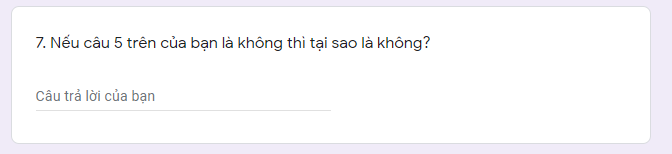 7. Nếu câu 5 trên của bạn là không thì tại sao là không?
Câu trả lời của bạn